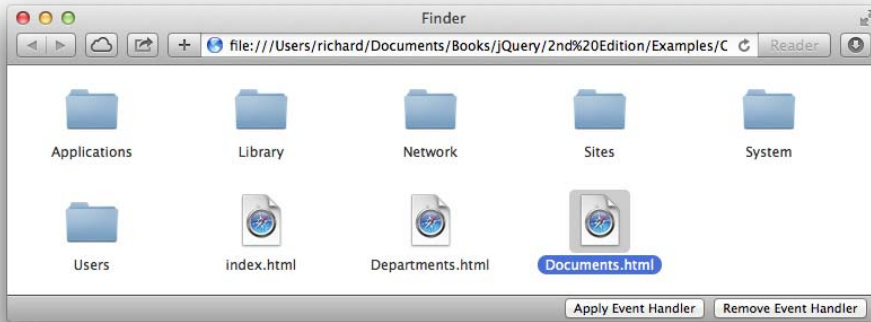 Finder
file:///Users/richard/Documents/Books/jQuery/2nd%20Edition/Examples/C
Reader
Applications
Library
Network
Sites
System
Users
index.html
Departments.html
Documents.html
Apply Event Handler
Remove Event Handler